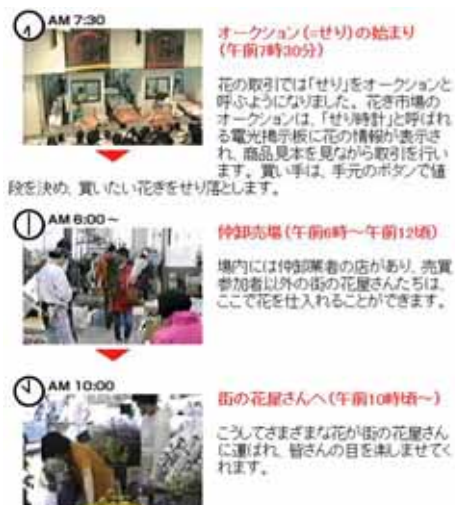 AM 7:30
オークション(=せり)の始まり
(午前7時30分)
花の取引では「せり」をオークションと
呼ぶようになりました。花き市場の
オークションは、「せり時計」と呼ばれ
る電光掲示板に花の情報が表示さ
れ、商品見本を見ながら取引を行い
ます。買い手は、手元のボタンで値
段を決め、買いたい花きをせり落とします。
AM 6:00～
仲卸売場(午前6時～午前12頃)
場内には仲卸業者の店があり、売買
参加者以外の街の花屋さんたちは、
ここで花を仕入れることができます。
AM 10:00
街の花屋さんへ(午前10時頃～)
こうしてさまざまな花が街の花屋さん
に運ばれ、皆さんの目を楽しませてく
れます。